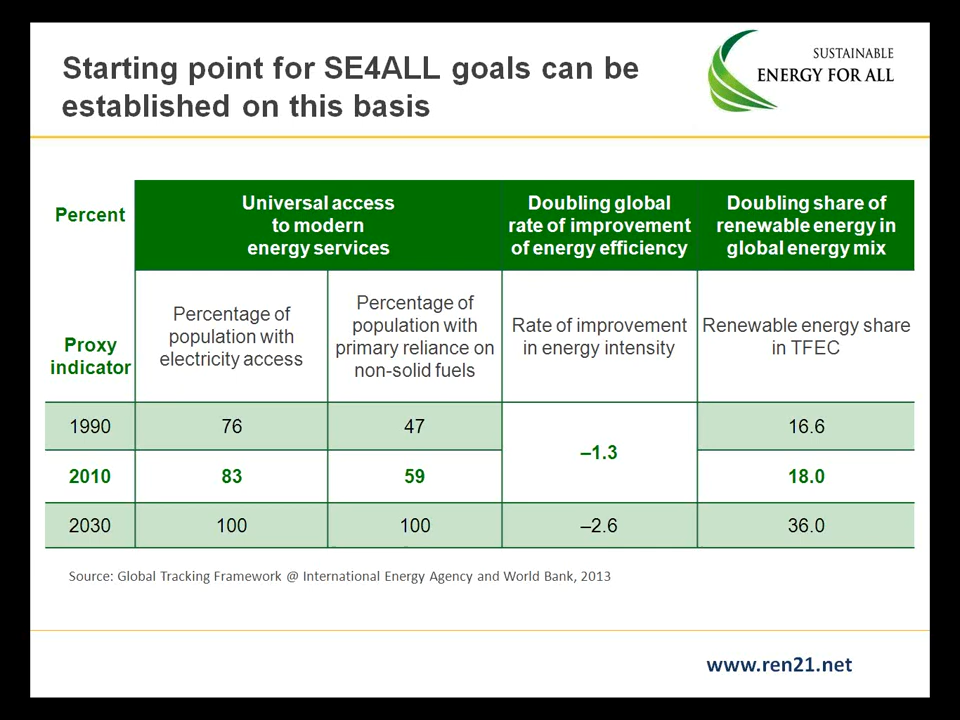 Starting point for SE4ALL goals can be
established on this basis
SUSTAINABLE
ENERGY FOR ALL
Percent
Universal access
to modern
energy services
Doubling global
rate of improvement
of energy efficiency
Doubling share of
renewable energy in
global energy mix
Proxy
indicator
Percentage of
population with
electricity access
Percentage of
population with
primary reliance on
non-solid fuels
Rate of improvement
in energy intensity
Renewable energy share
in TFEC
1990 76 47 16.6
–1.3
2010 83 59 18.0
2030 100 100 –2.6 36.0
Source: Global Tracking Framework @ International Energy Agency and World Bank, 2013
www.ren21.net